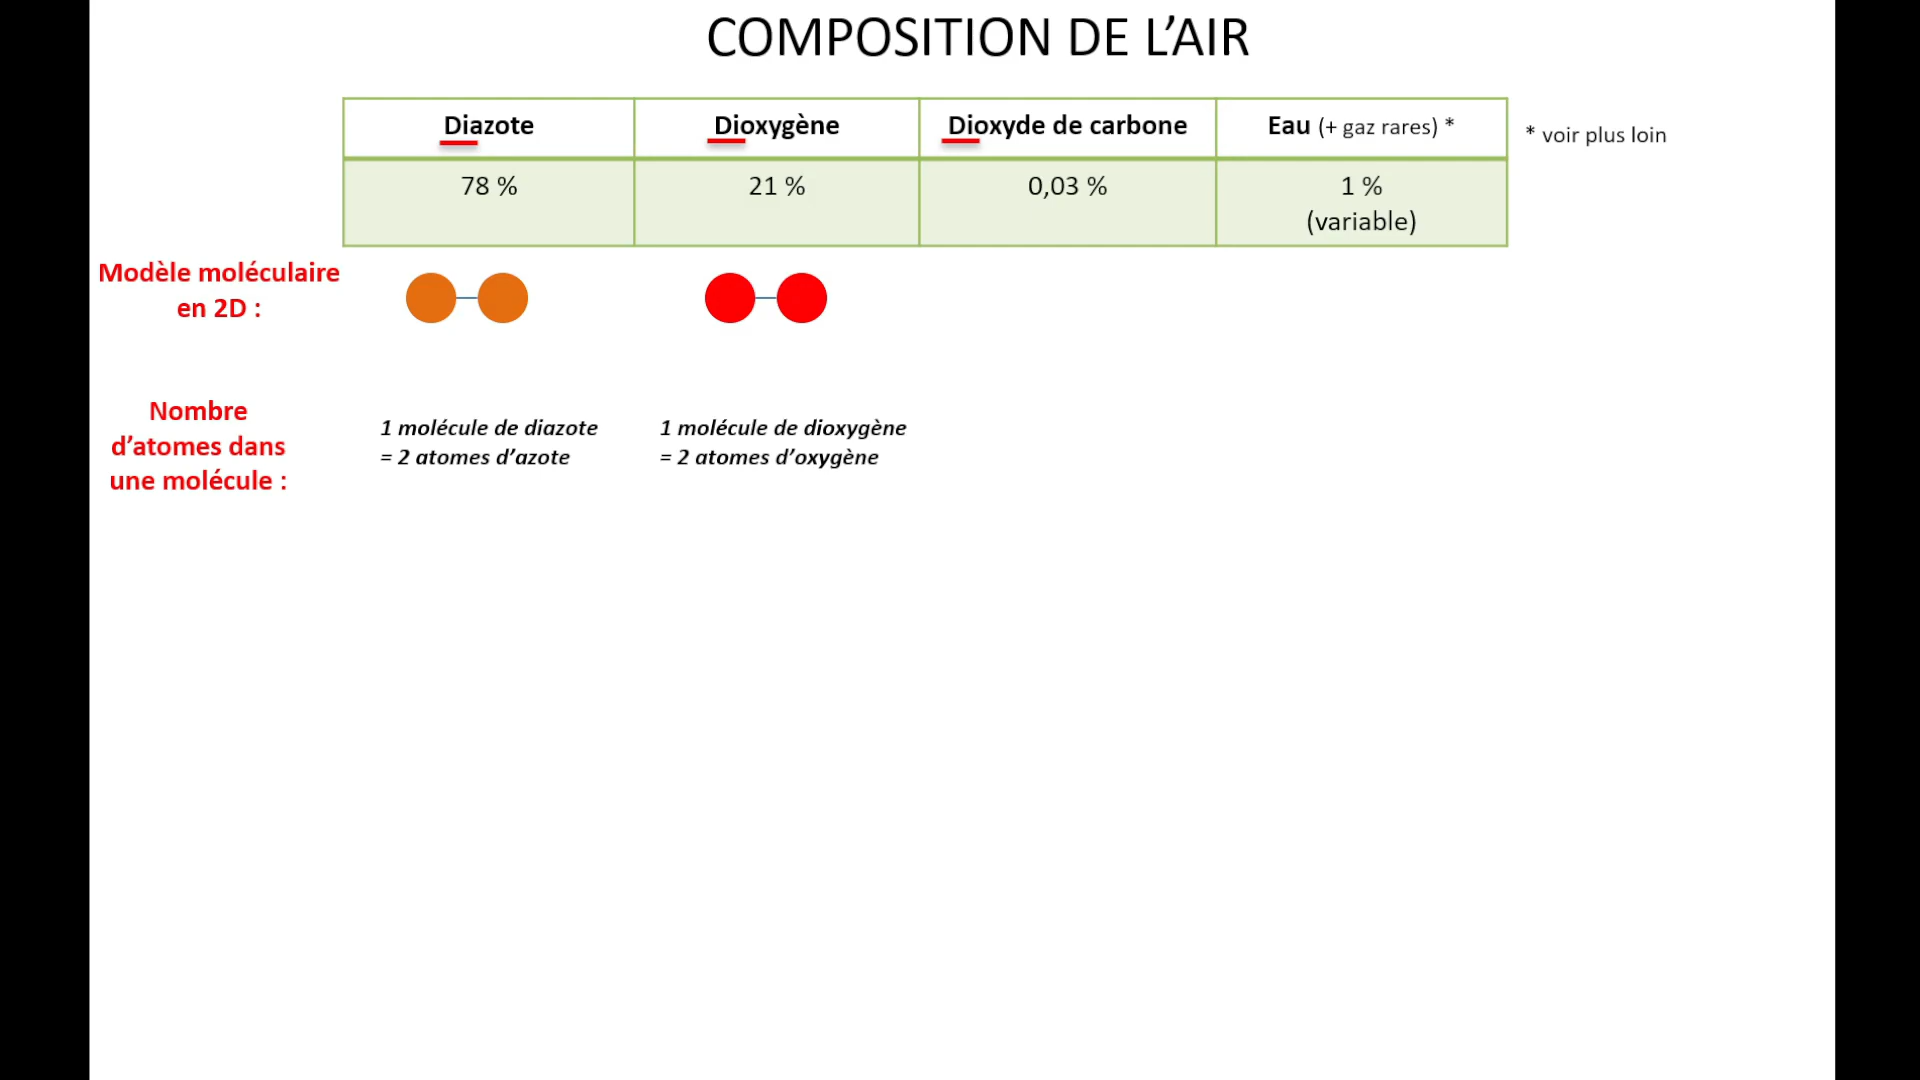 COMPOSITION DE L’AIR
Diazote
Dioxygène
Dioxyde de carbone
Eau (+ gaz rares) *
* voir plus loin
78 %
21 %
0,03 %
1 %
(variable)
Modèle moléculaire
en 2D :
Nombre
d’atomes dans
une molécule :
1 molécule de diazote
= 2 atomes d’azote
1 molécule de dioxygène
= 2 atomes d’oxygène